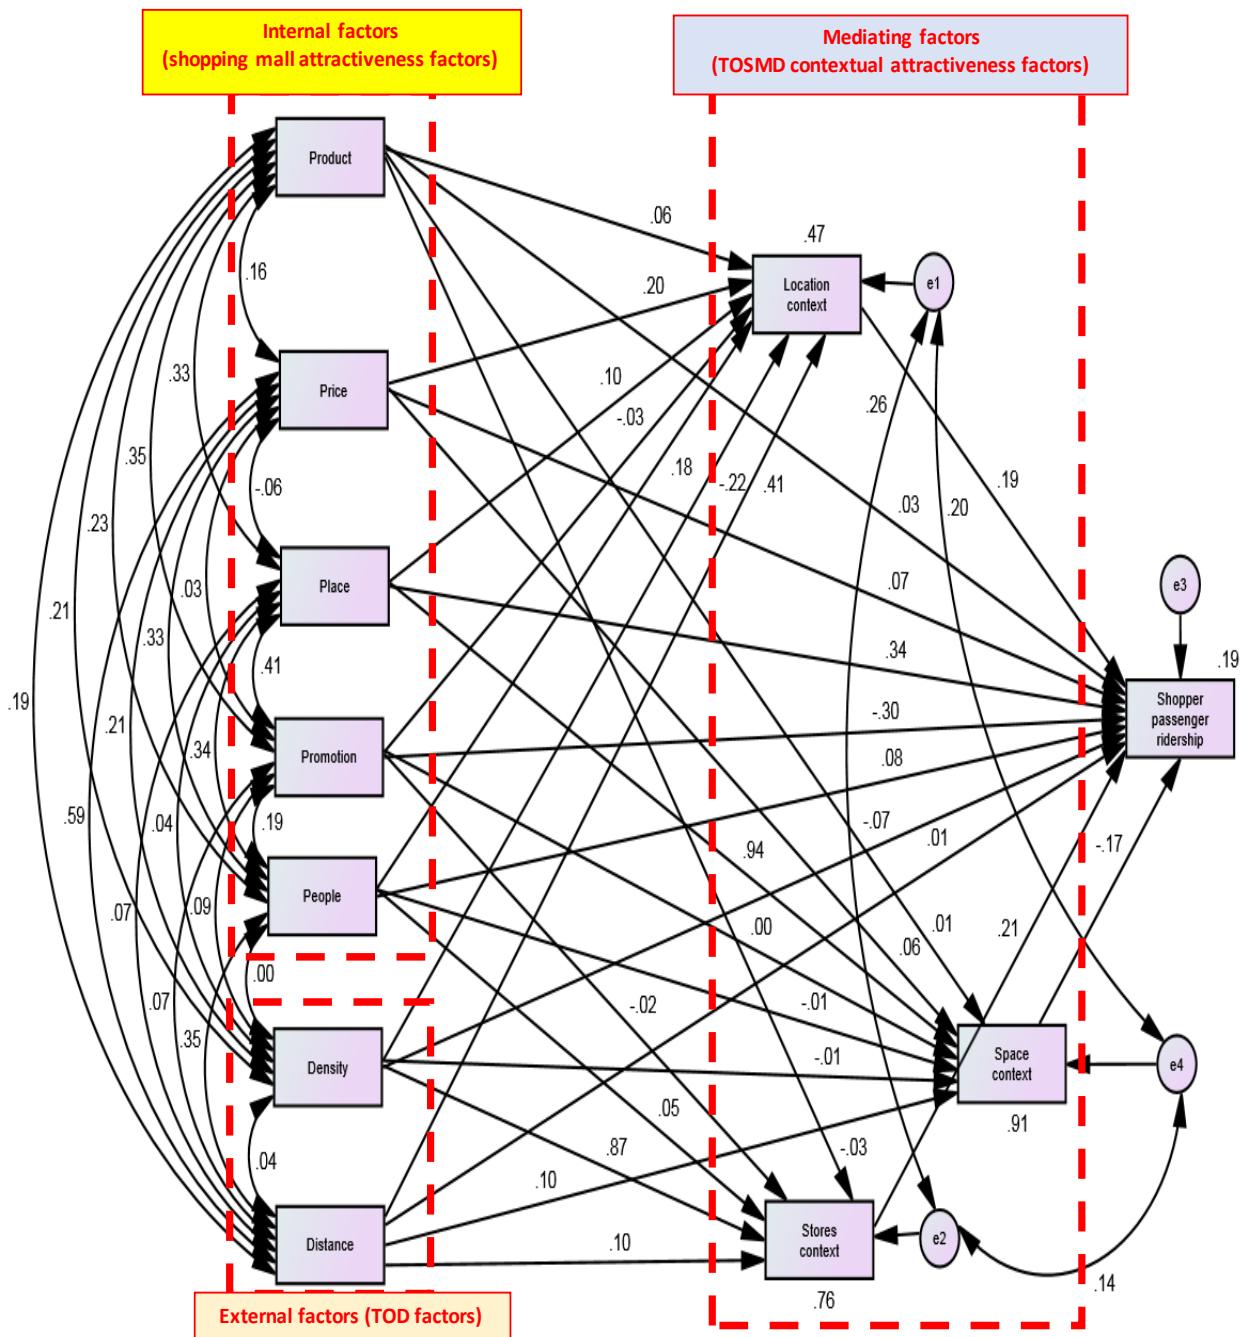 Internal factors
(shopping mall attractiveness factors)
Mediating factors
(TOSMD contextual attractiveness factors)
Product
.06
.47
Location
context
e1
.16
.20
.33
Price
.10
.26
-.03
.35
-.06
.18
-.22
.41
.19
.23
.03
.20
Place
.03
.07
e3
.21
.33
.41
.34
.19
.19
Shopper
passenger
ridership
.21
.34
Promotion
-.30
.08
.59
.04
.19
-.07
.01
.94
-.17
People
.07
.09
.00
.01
.06
.21
.00
.07
.35
-.02
-.01
Density
-.01
Space
context
e4
.91
.05
.87
-.03
.04
.10
Distance
.10
Stores
context
e2
.14
.76
External factors (TOD factors)